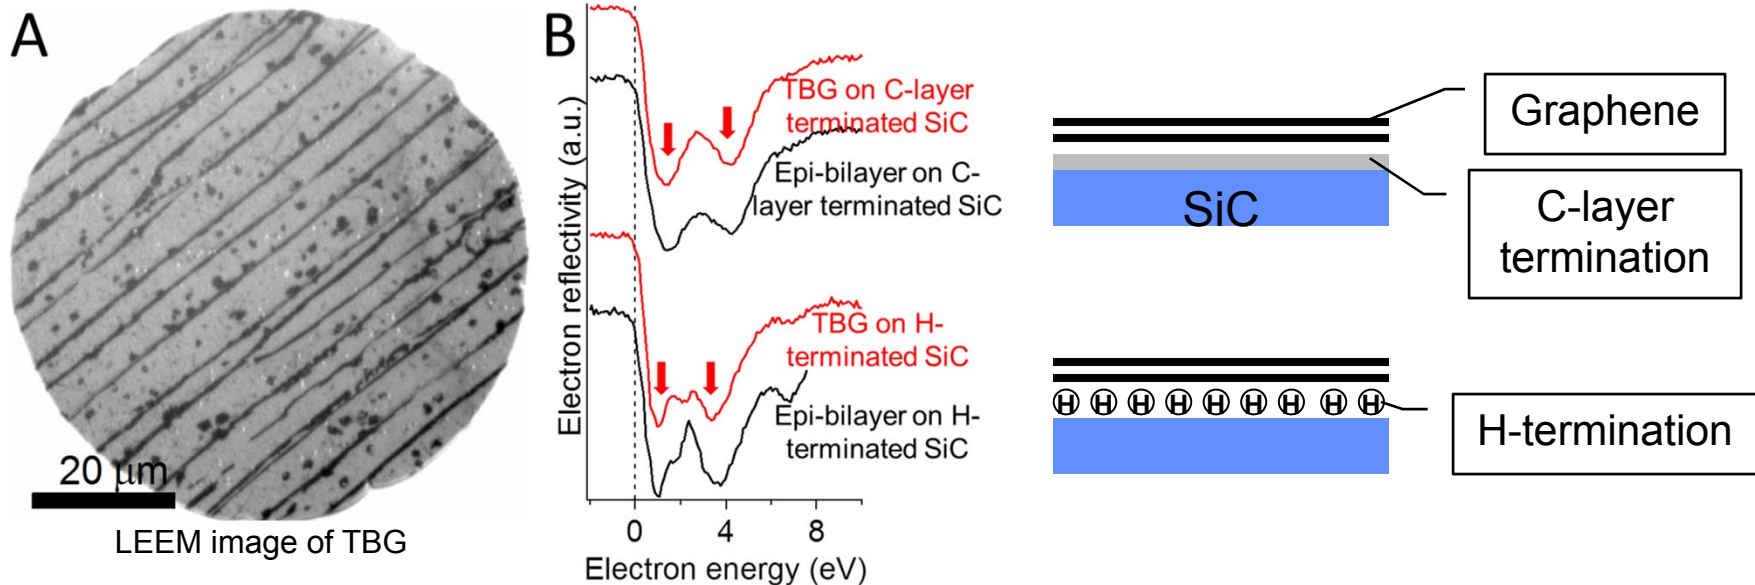 A
20 μm
LEEM image of TBG
B
Electron reflectivity (a.u.)
TBG on C-layer
terminated SiC
Epi-bilayer on C-
layer terminated SiC
TBG on H-
terminated SiC
Epi-bilayer on H-
terminated SiC
0 4 8
Electron energy (eV)
Graphene
SiC
C-layer
termination
H H H H H H H H H
H-termination